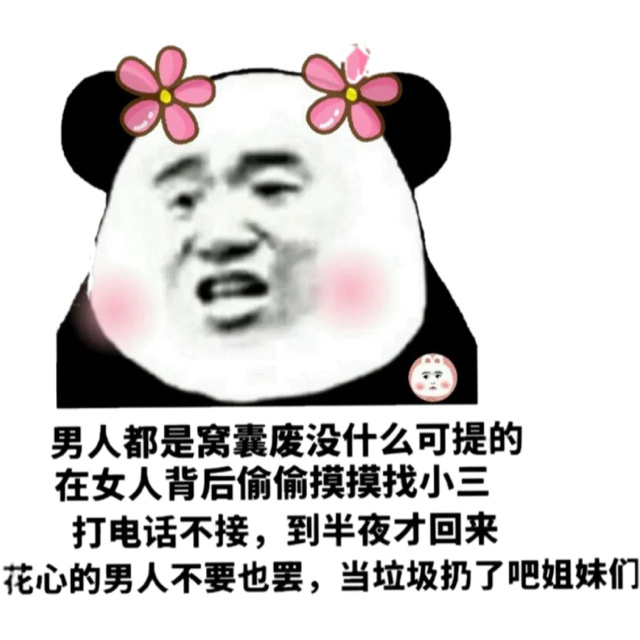 男人都是窝囊废没什么可提的
在女人背后偷偷摸摸找小三
打电话不接，到半夜才回来
花心的男人不要也罢，当垃圾扔了吧姐妹们